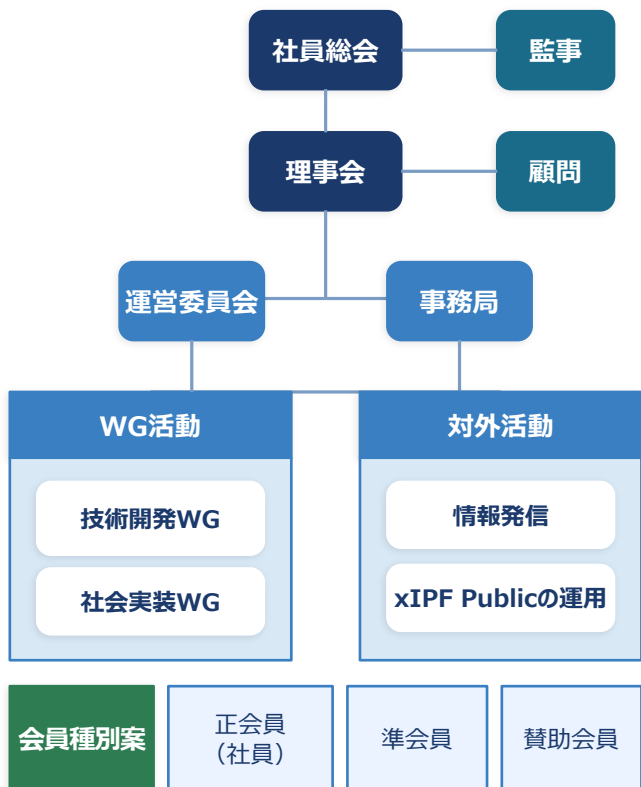 社員総会
監事
理事会
顧問
運営委員会
事務局
WG活動
技術開発WG
社会実装WG
対外活動
情報発信
xIPF Publicの運用
会員種別案
正会員
（社員）
準会員
賛助会員